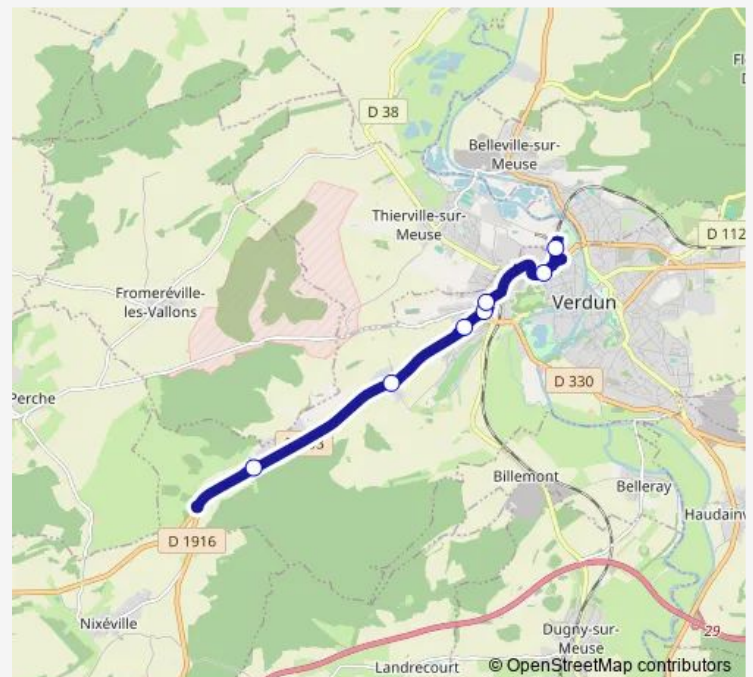 D 38
Belleville-sur-
Meuse
Thierville-sur-
Meuse
D 112
Fromeréville-
les-Vallons
Verdun
Perche
D 330
Billemont
Belleray
Haudain
D 1916
Nixéville
29
Dugny-sur-
Meuse
Landrecourt
© OpenStreetMap contributors